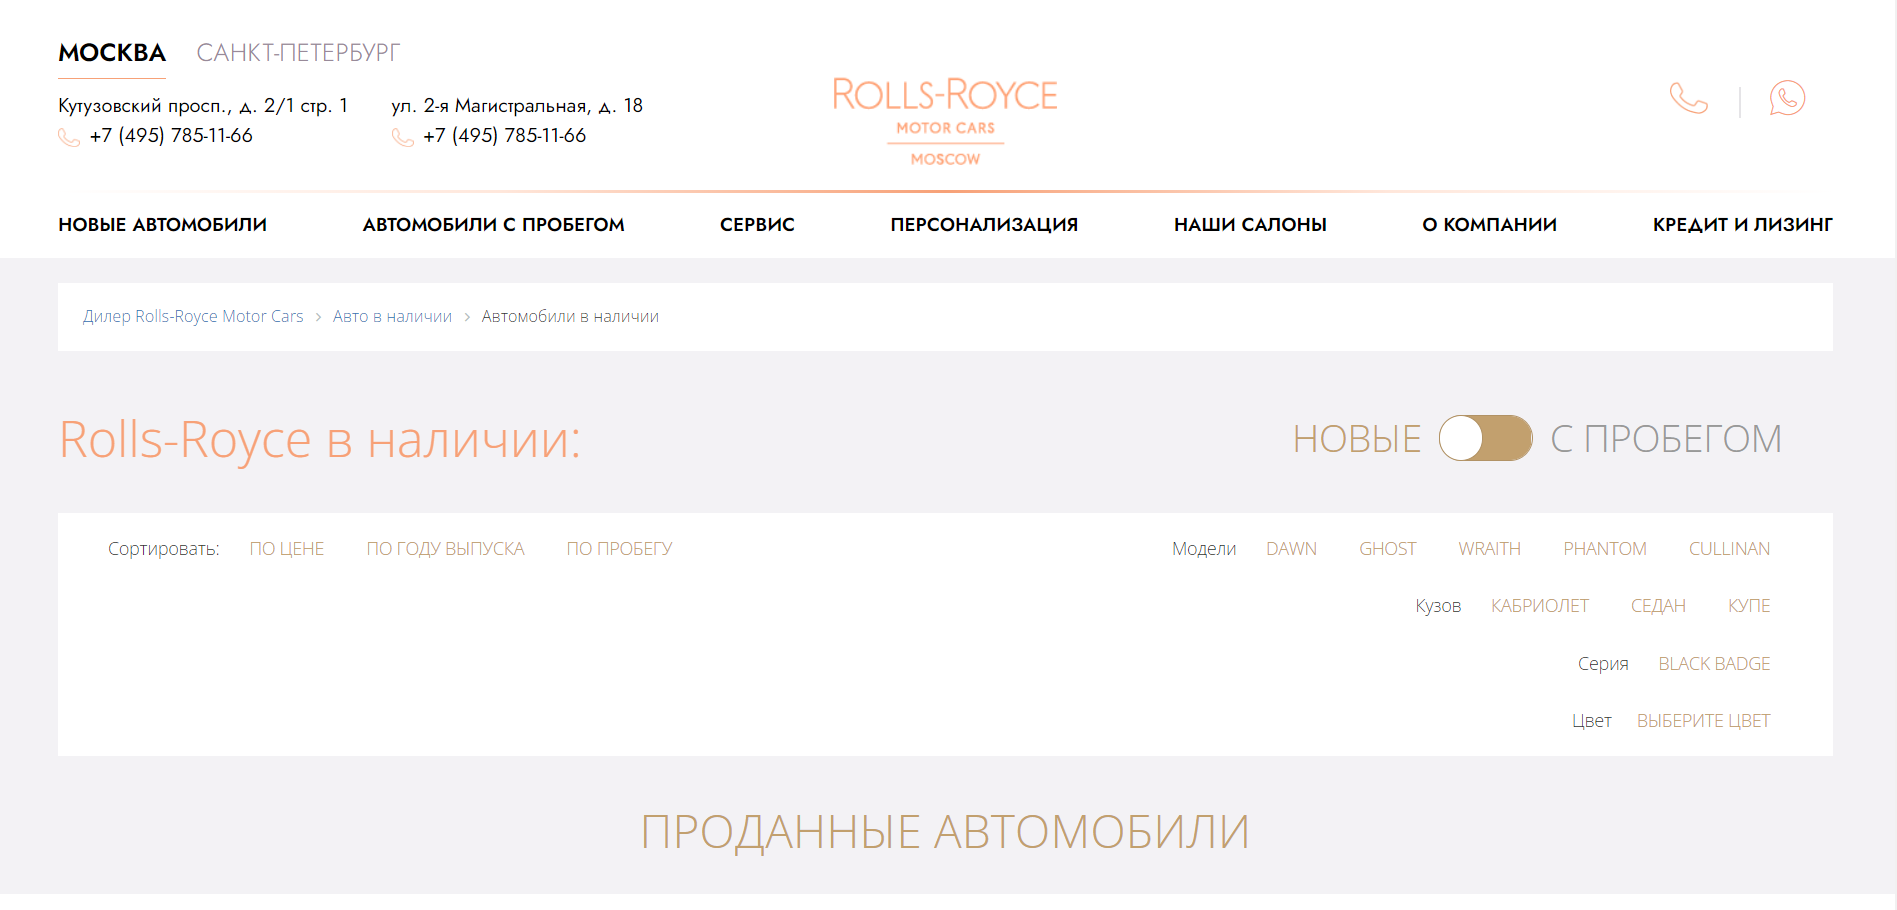 МОСКВА САНКТ-ПЕТЕРБУРГ
Кутузовский просп., д. 2/1 стр. 1 ул. 2-я Магистральная, д. 18
+7 (495) 785-11-66 +7 (495) 785-11-66
ROLLS-ROYCE
MOTOR CARS
MOSCOW
НОВЫЕ АВТОМОБИЛИ АВТОМОБИЛИ С ПРОБЕГОМ СЕРВИС ПЕРСОНАЛИЗАЦИЯ НАШИ САЛОНЫ О КОМПАНИИ КРЕДИТ И ЛИЗИНГ
Дилер Rolls-Royce Motor Cars > Авто в наличии > Автомобили в наличии
Rolls-Royce в наличии: НОВЫЕ С ПРОБЕГОМ
Сортировать: ПО ЦЕНЕ ПО ГОДУ ВЫПУСКА ПО ПРОБЕГУ Модели DAWN GHOST WRAITH PHANTOM CULLINAN
Кузов КАБРИОЛЕТ СЕДАН КУПЕ
Серия BLACK BADGE
Цвет ВЫБЕРИТЕ ЦВЕТ
ПРОДАННЫЕ АВТОМОБИЛИ